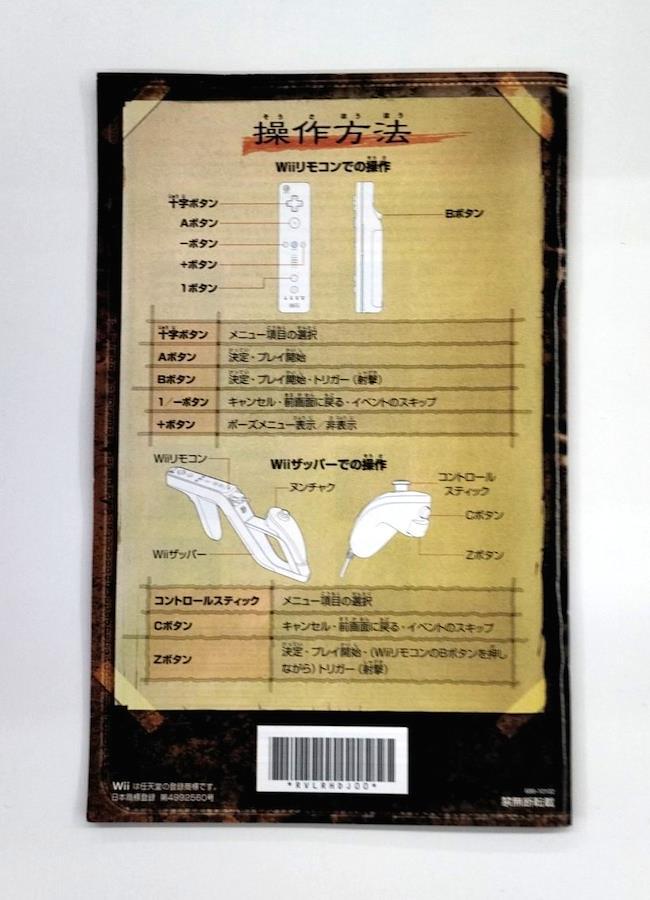 操作方法
Wiiリモコンでの操作
十字ボタン
Aボタン
Bボタン
−ボタン
+ボタン
1ボタン
十字ボタン メニュー項目の選択
Aボタン 決定・プレイ開始
Bボタン 決定・プレイ開始・トリガー（射撃）
1／−ボタン キャンセル・前画面に戻る・イベントのスキップ
+ボタン ポーズメニュー表示／非表示
Wiiザッパーでの操作
Wiiリモコン
ヌンチャク
Wiiザッパー
コントロール
スティック
Cボタン
Zボタン
コントロールスティック メニュー項目の選択
Cボタン キャンセル・前画面に戻る・イベントのスキップ
Zボタン 決定・プレイ開始・（WiiリモコンのBボタンを押し
ながら）トリガー（射撃）
*RVLRHDJ00*
Wii は任天堂の登録商標です。
日本商標登録 第4992560号
禁無断転載